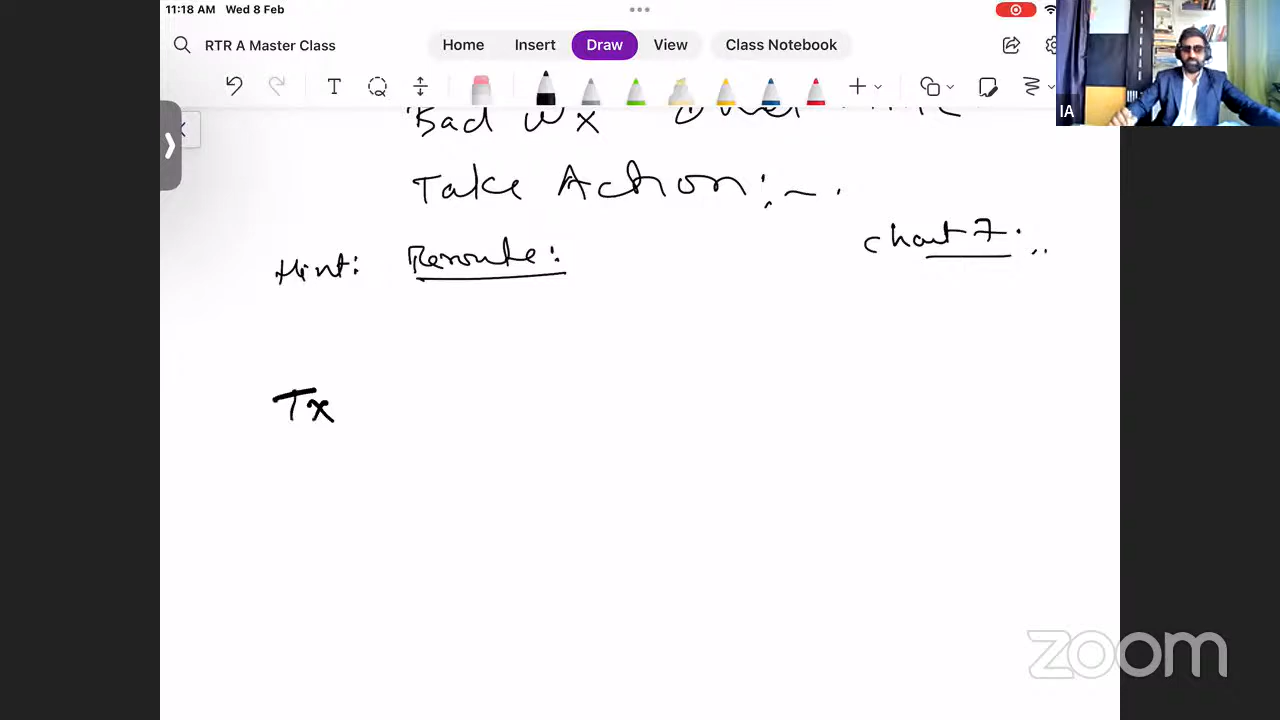 11:18 AM Wed 8 Feb
RTR A Master Class
Home Insert Draw View Class Notebook
IA
Bad Wx
Take Action:~.
Chart 7.
Hint: Reroute:
Tx
zoom